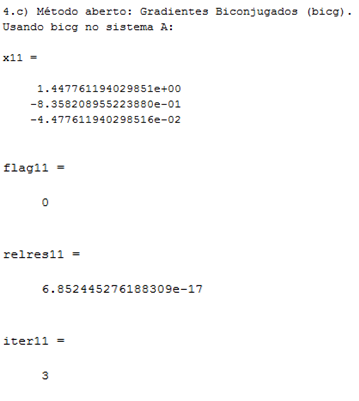 4.c) Método aberto: Gradientes Biconjugados (bicg).
Usando bicg no sistema A:
x11 =
1.447761194029851e+00
-8.358208955223880e-01
-4.477611940298516e-02
flag11 =
0
relres11 =
6.852445276188309e-17
iter11 =
3